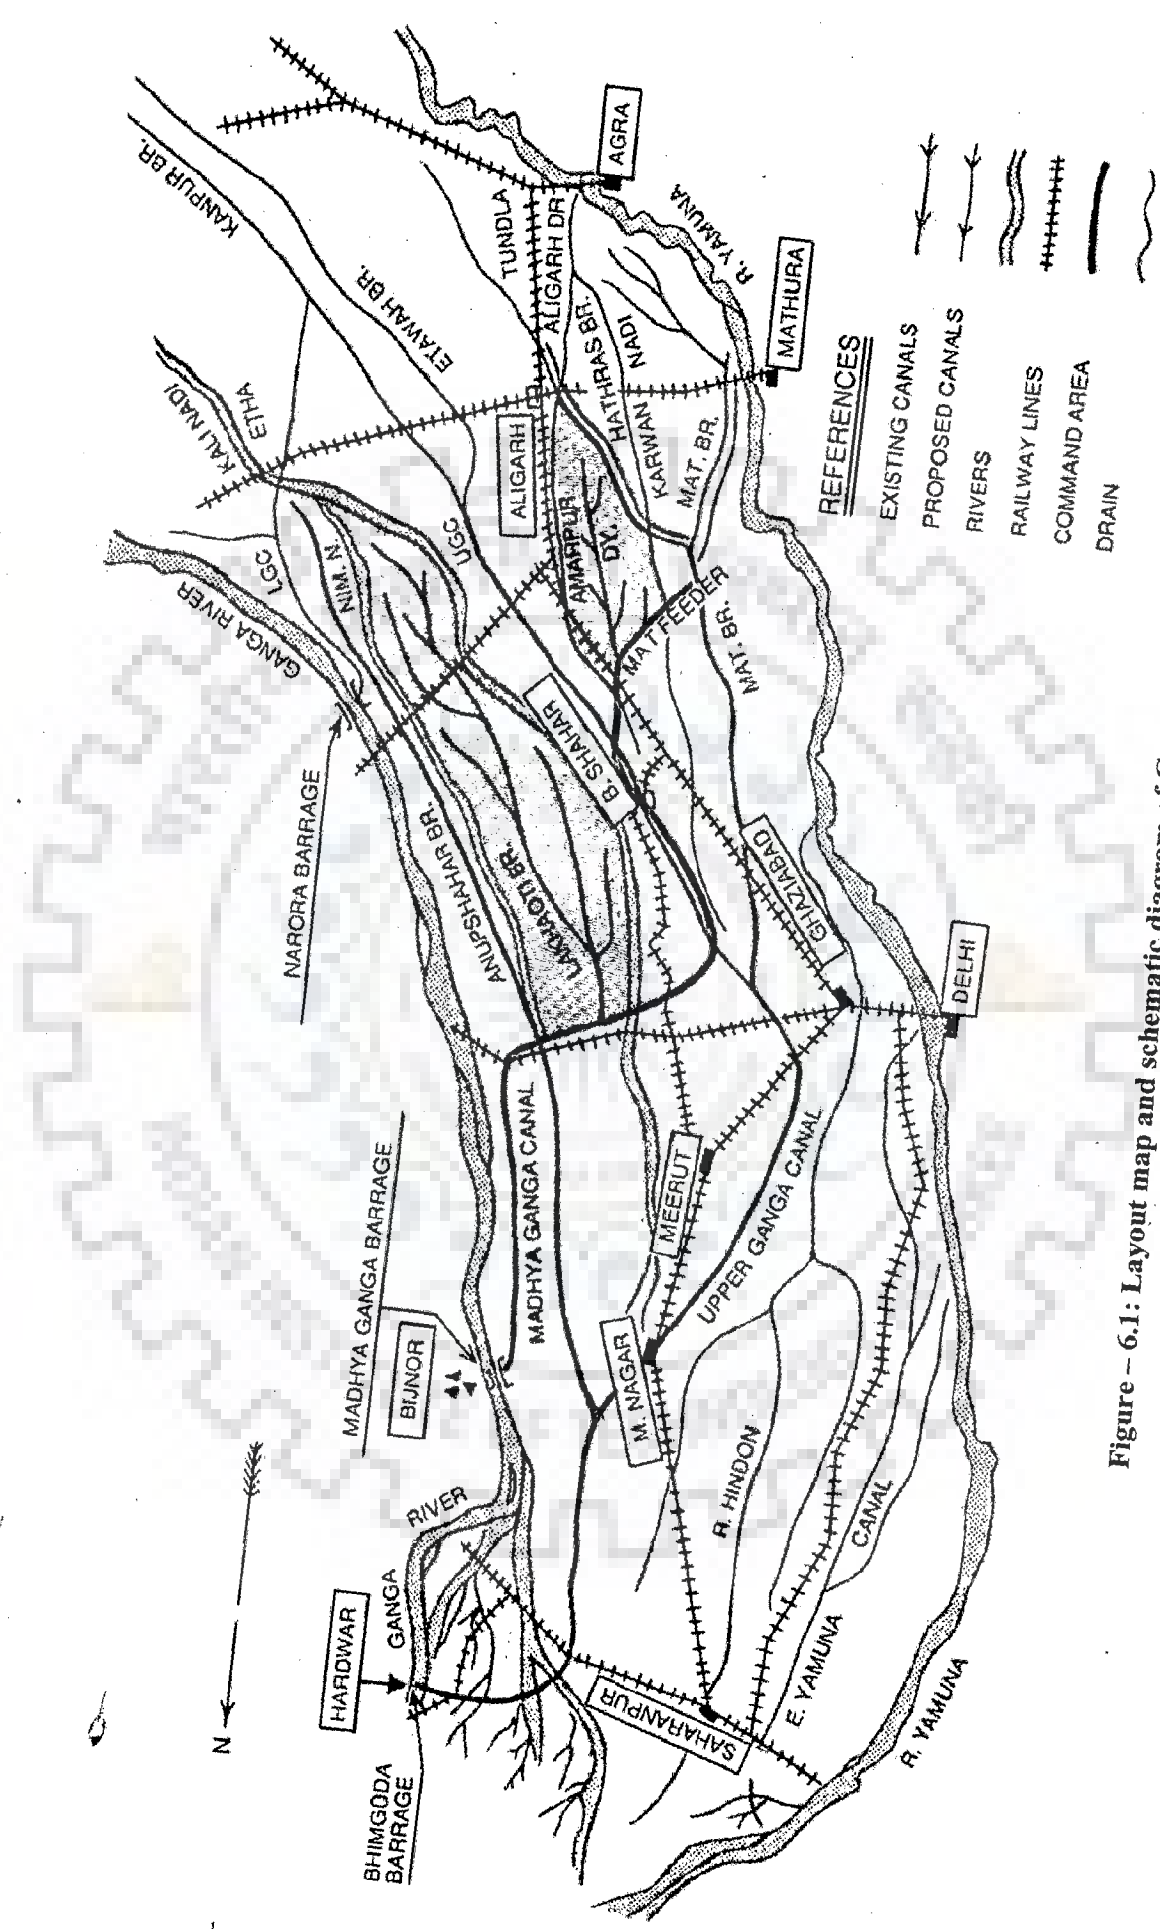 HARDWAR
BHIMGODA
BARRAGE
N
GANGA
RIVER
BIJNOR
MADHYA GANGA BARRAGE
MADHYA GANGA CANAL
NARORA BARRAGE
GANGA RIVER
ANUPSHAHAR BR.
LAKHAOTI BR.
LGC
NIM. N.
KALI NADI
ETHA
KANPUR BR.
ETAWAH BR.
UGC
B. SHAHAR
ALIGARH
AMARPUR
DY.
TUNDLA
ALIGARH DR
HATHRAS BR.
KARWAN NADI
MAT. BR.
MAT FEEDER
MAT. BR.
AGRA
R. YAMUNA
MATHURA
GHAZIABAD
DELHI
MEERUT
M. NAGAR
UPPER GANGA CANAL
R. HINDON
SAHARANPUR
E. YAMUNA
CANAL
R. YAMUNA
REFERENCES
EXISTING CANALS
PROPOSED CANALS
RIVERS
RAILWAY LINES
COMMAND AREA
DRAIN
Figure – 6.1: Layout map and schematic diagram of